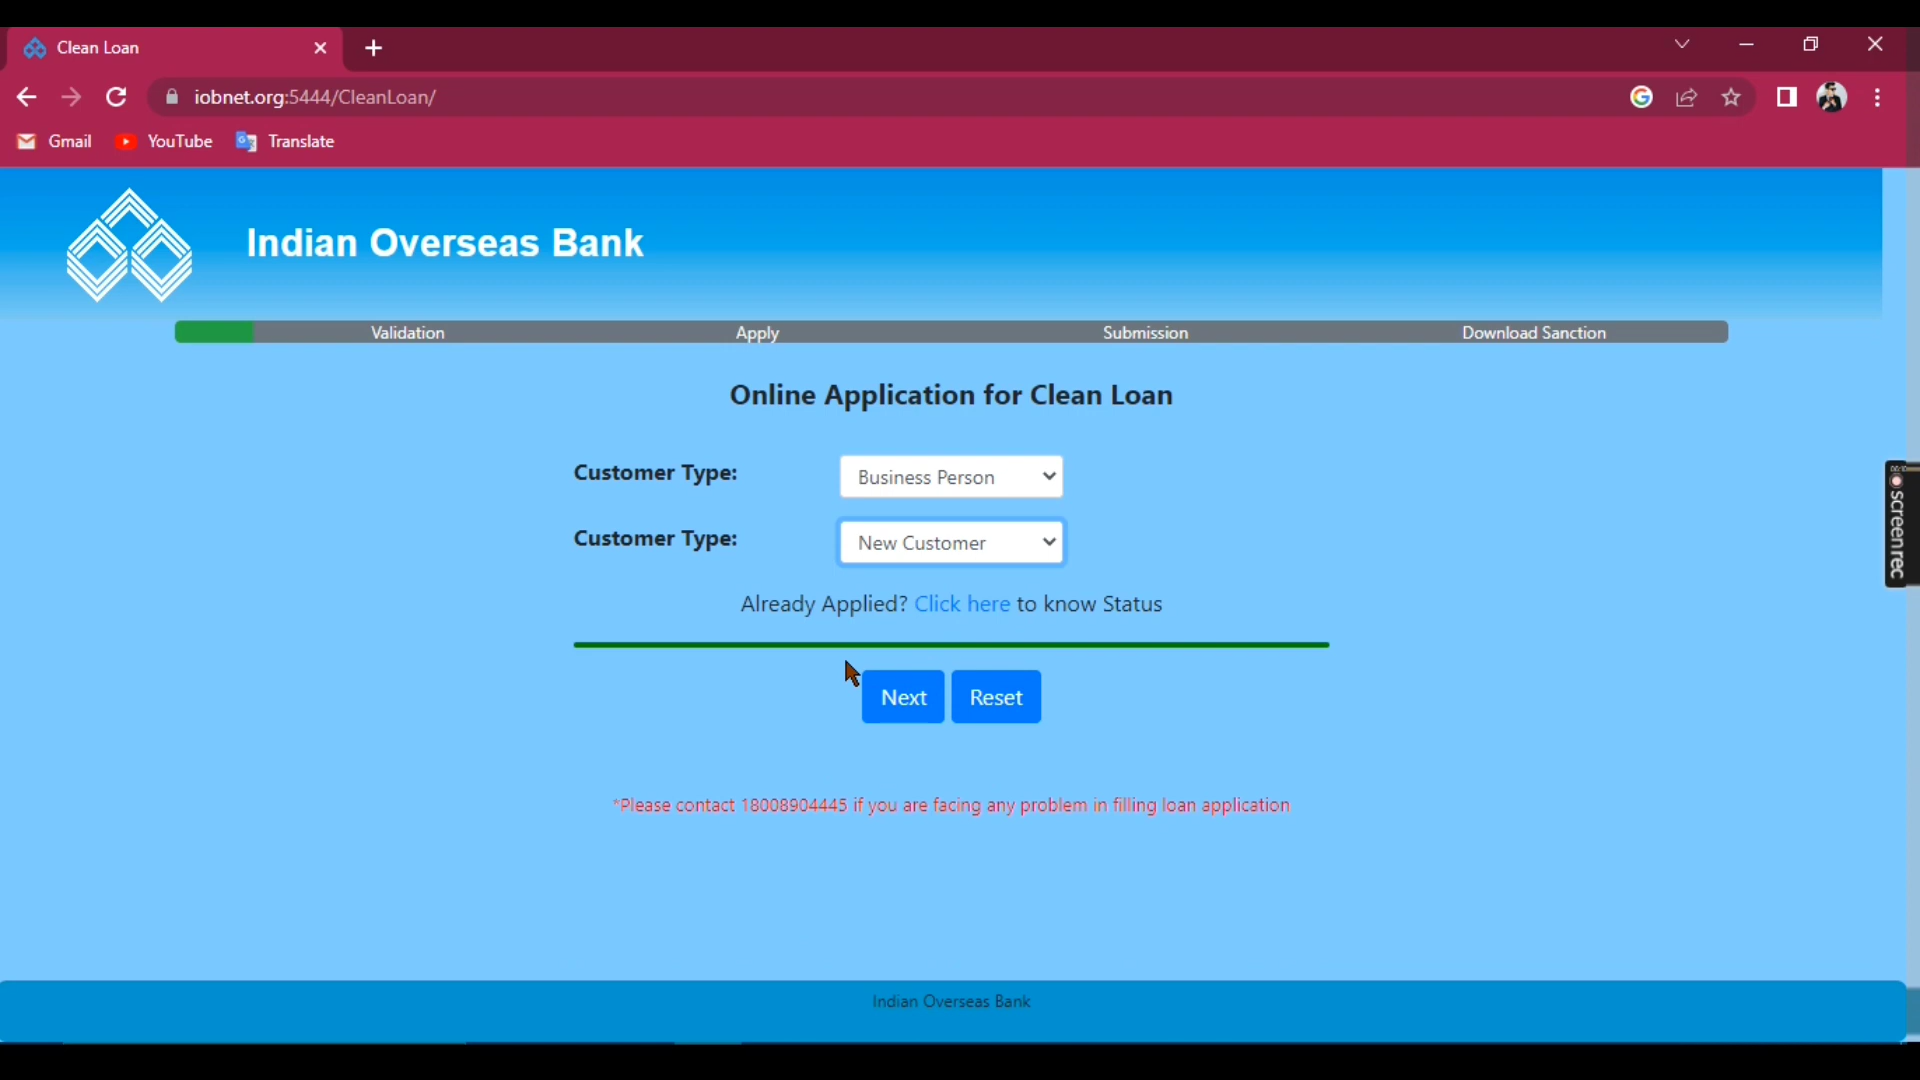 Clean Loan
iobnet.org:5444/CleanLoan/
Gmail YouTube Translate
Indian Overseas Bank
Validation Apply Submission Download Sanction
Online Application for Clean Loan
Customer Type: Business Person
Customer Type: New Customer
Already Applied? Click here to know Status
Next Reset
*Please contact 18008904445 if you are facing any problem in filling loan application
Indian Overseas Bank
screenrec